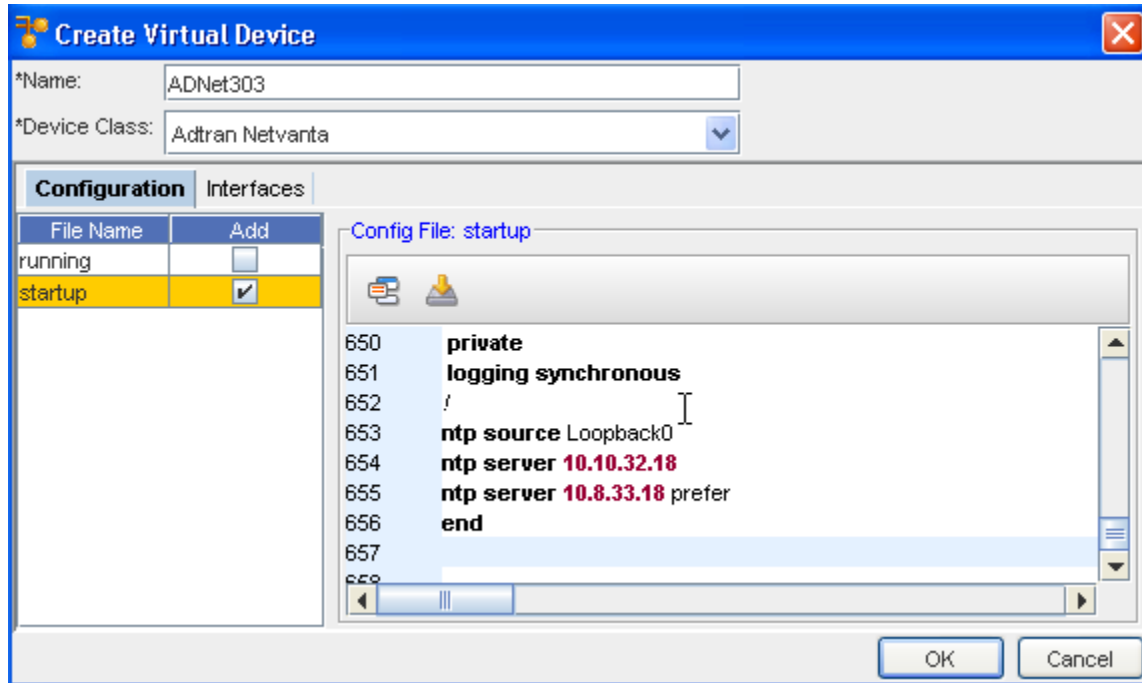 Create Virtual Device
*Name: ADNet303
*Device Class: Adtran Netvanta
Configuration Interfaces
File Name Add
running
startup
Config File: startup
650 private
651 logging synchronous
652 !
653 ntp source Loopback0
654 ntp server 10.10.32.18
655 ntp server 10.8.33.18 prefer
656 end
657
658
OK Cancel